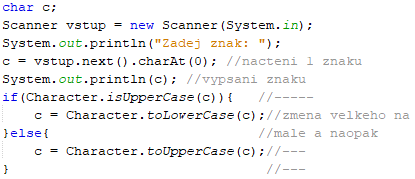 char c;
Scanner vstup = new Scanner(System.in);
System.out.println("Zadej znak: ");
c = vstup.next().charAt(0); //nacteni 1 znaku
System.out.println(c); //vypsani znaku
if(Character.isUpperCase(c)){ //-----
c = Character.toLowerCase(c);//zmena velkeho na
}else{ //male a naopak
c = Character.toUpperCase(c);//---
} //---